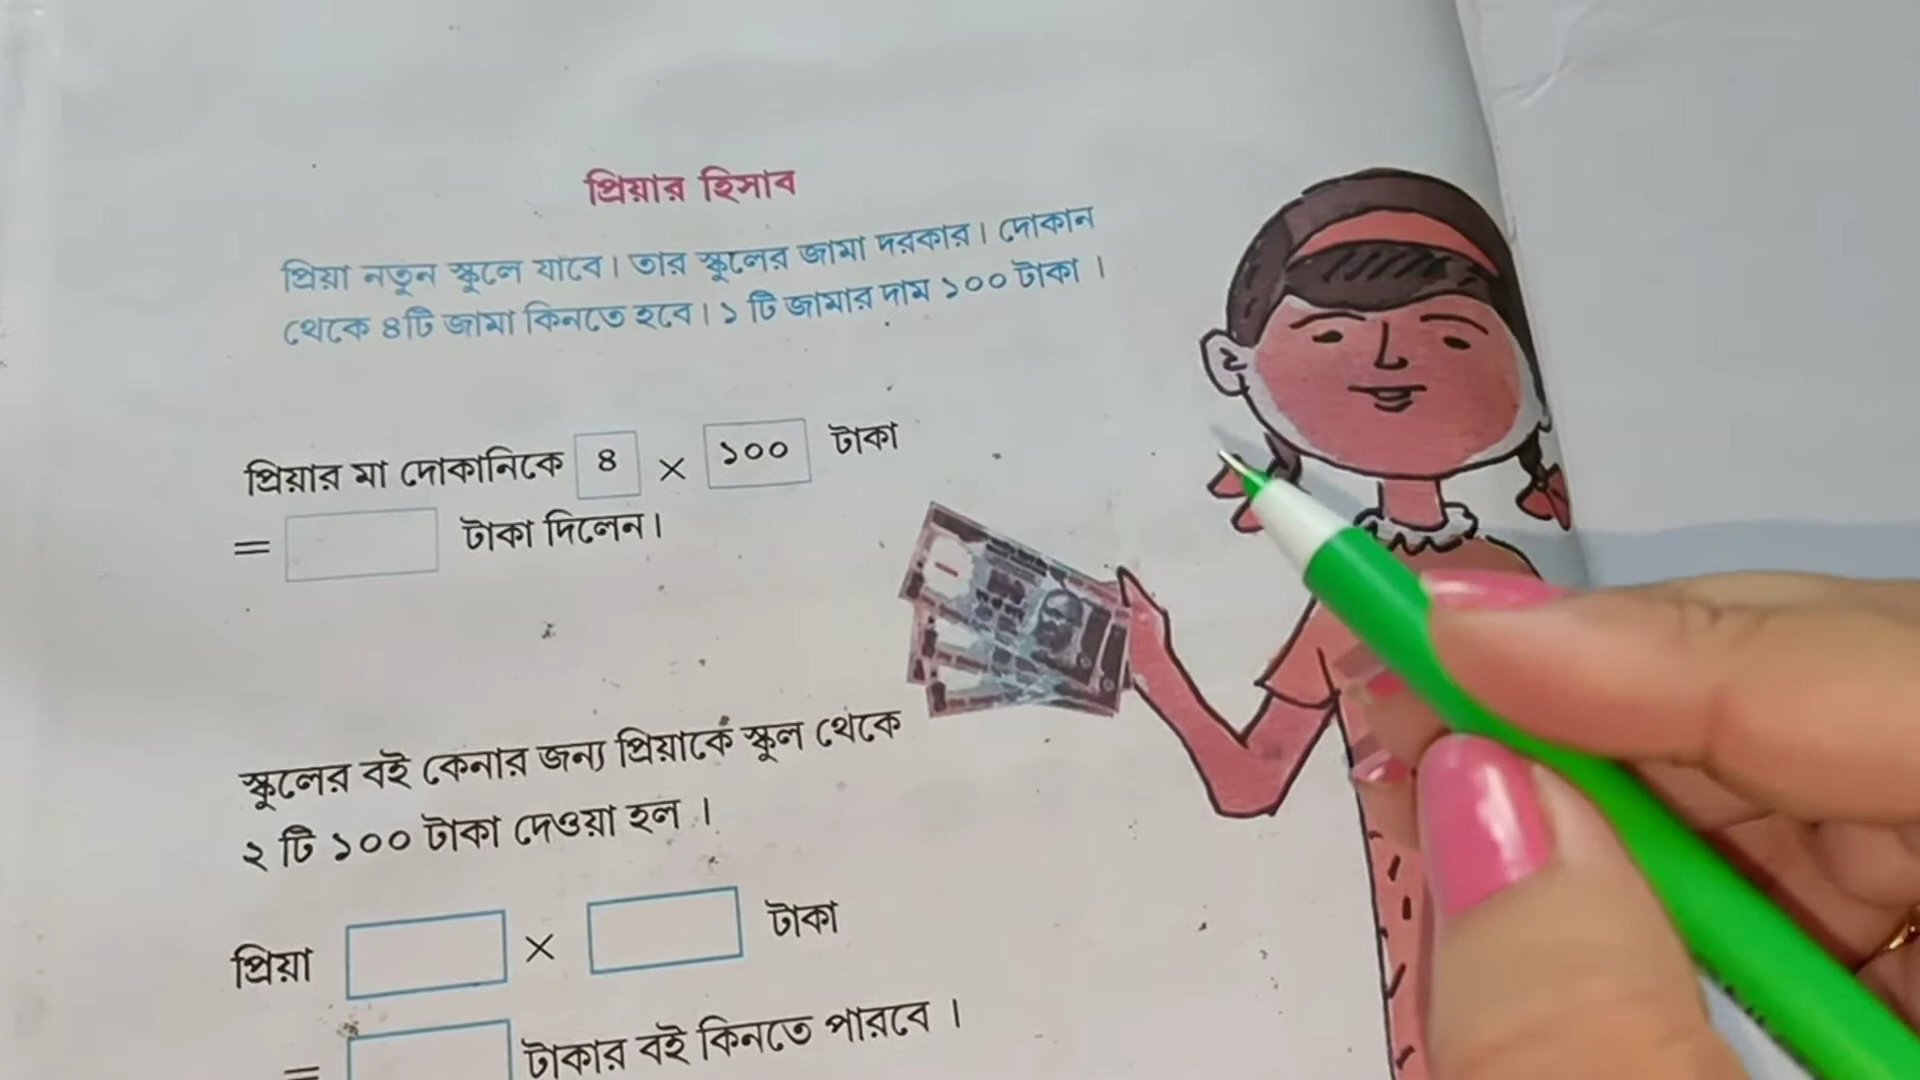 প্রিয়ার হিসাব
প্রিয়া নতুন স্কুলে যাবে। তার স্কুলের জামা দরকার। দোকান
থেকে ৪টি জামা কিনতে হবে। ১ টি জামার দাম ১০০ টাকা।
প্রিয়ার মা দোকানিকে ৪ × ১০০ টাকা
= টাকা দিলেন।
স্কুলের বই কেনার জন্য প্রিয়াকে স্কুল থেকে
২ টি ১০০ টাকা দেওয়া হল।
প্রিয়া × টাকা
= টাকার বই কিনতে পারবে।